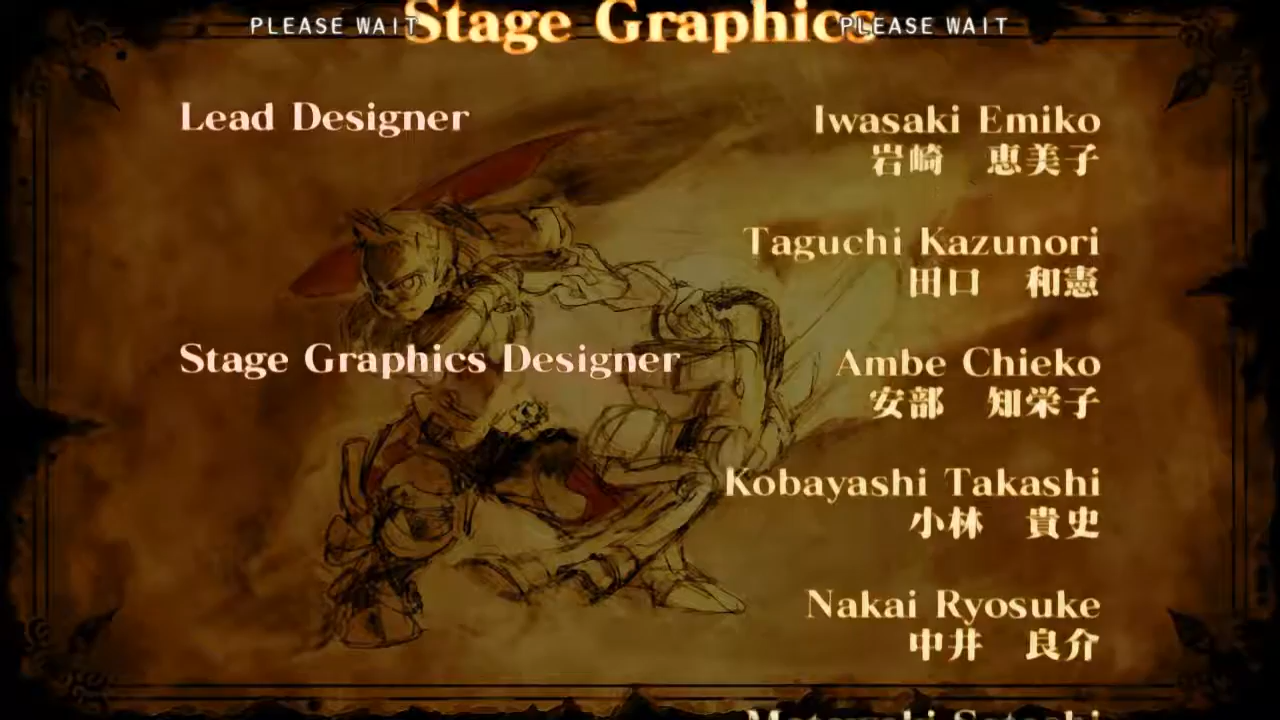 PLEASE WAIT
Stage Graphics
PLEASE WAIT
Lead Designer
Iwasaki Emiko
岩崎 恵美子
Taguchi Kazunori
田口 和憲
Stage Graphics Designer
Ambe Chieko
安部 知栄子
Kobayashi Takashi
小林 貴史
Nakai Ryosuke
中井 良介